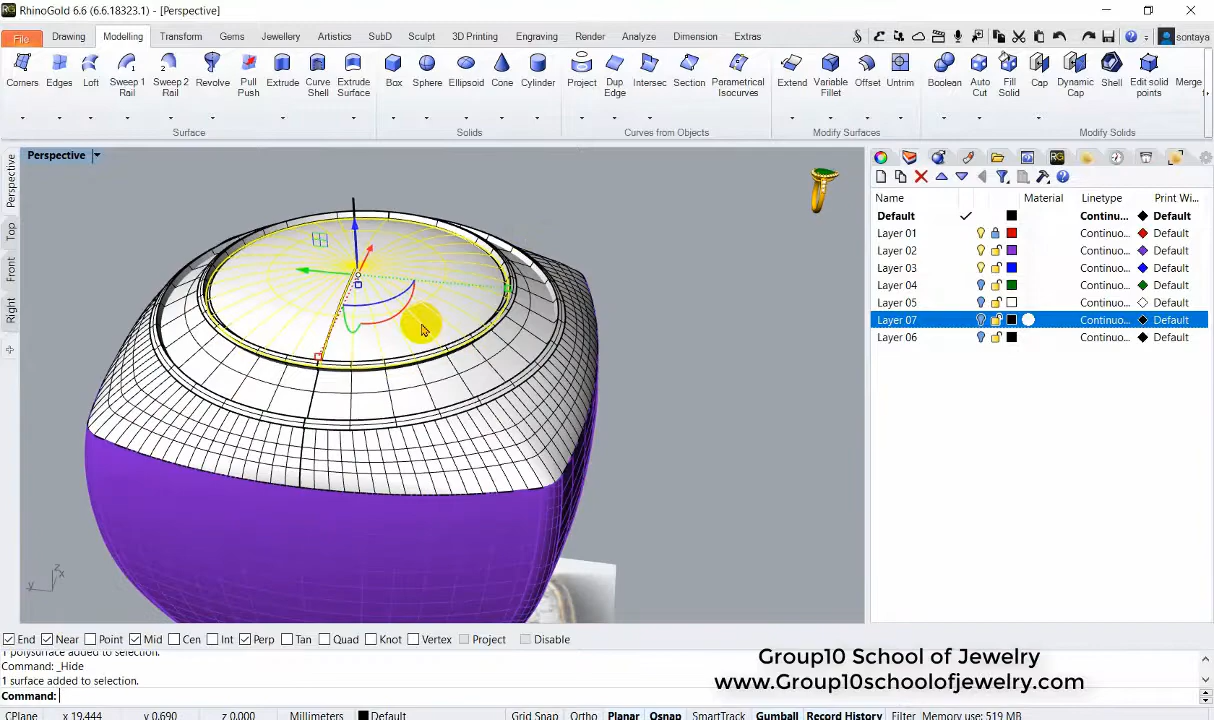 RhinoGold 6.6 (6.6.18323.1) - [Perspective]
File Drawing Modelling Transform Gems Jewellery Artistics SubD Sculpt 3D Printing Engraving Render Analyze Dimension Extras sontaya
Corners Edges Loft Sweep 1 Rail Sweep 2 Rail Revolve Pull Push Extrude Curve Shell Extrude Surface Box Sphere Ellipsoid Cone Cylinder Project Dup Edge Intersec Section Parametrical Isocurves Extend Variable Fillet Offset Untrim Boolean Auto Cut Fill Solid Cap Dynamic Cap Shell Edit solid points Merge
Surface Solids Curves from Objects Modify Surfaces Modify Solids
Perspective
Perspective
Top
Front
Right
Name Material Linetype Print Wi...
Default Continu... Default
Layer 01 Continuo... Default
Layer 02 Continuo... Default
Layer 03 Continuo... Default
Layer 04 Continuo... Default
Layer 05 Continuo... Default
Layer 07 Continuo... Default
Layer 06 Continuo... Default
z x
y
End Near Point Mid Cen Int Perp Tan Quad Knot Vertex Project Disable
1 polysurface added to selection.
Command: _Hide
1 surface added to selection.
Command:
Group10 School of Jewelry
www.Group10schoolofjewelry.com
CPlane x 19.444 y 0.690 z 0.000 Millimeters Default Grid Snap Ortho Planar Osnap SmartTrack Gumball Record History Filter Memory use: 519 MB